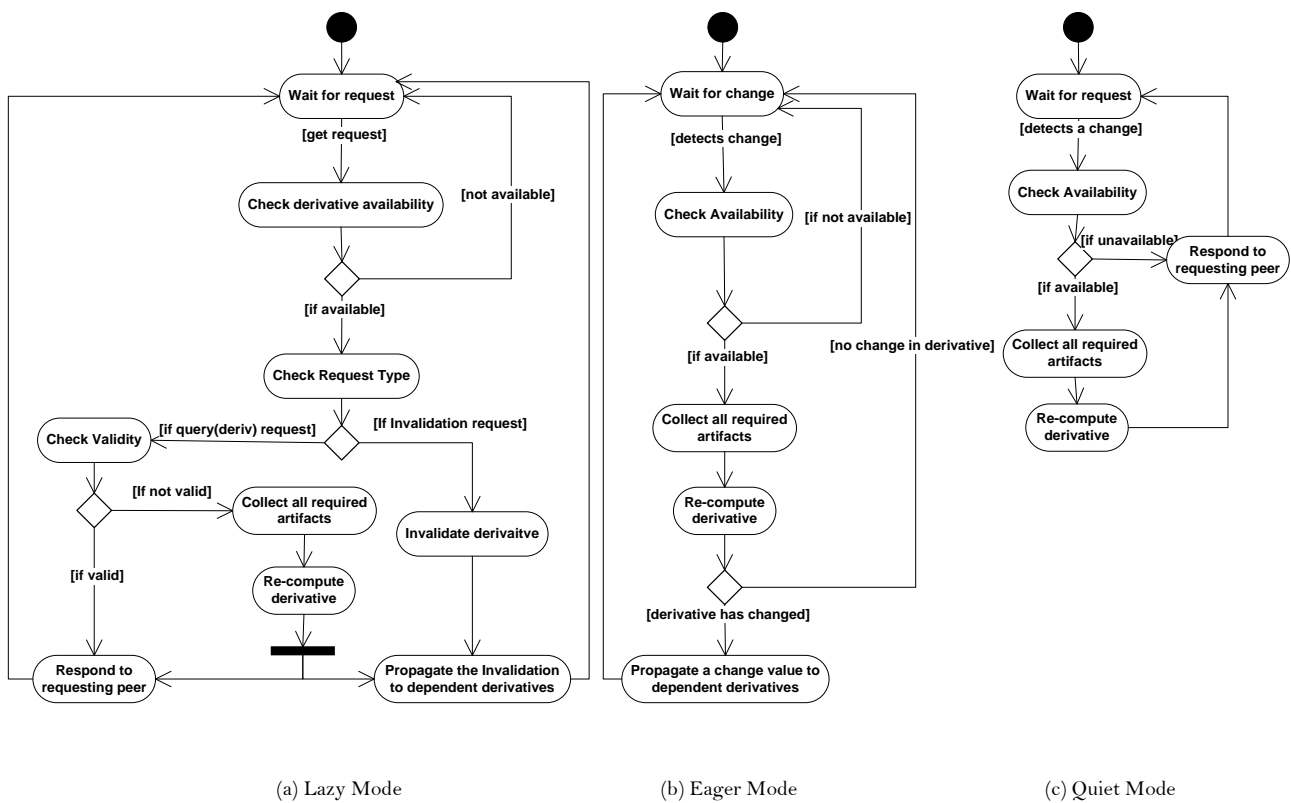 Wait for request
[get request]
Check derivative availability
[not available]
[if available]
Check Request Type
[if query(deriv) request]
[If Invalidation request]
Check Validity
[If not valid]
Collect all required
artifacts
Invalidate derivaitve
[if valid]
Re-compute
derivative
Respond to
requesting peer
Propagate the Invalidation
to dependent derivatives
(a) Lazy Mode
Wait for change
[detects change]
Check Availability
[if not available]
[if available]
[no change in derivative]
Collect all required
artifacts
Re-compute
derivative
[derivative has changed]
Propagate a change value to
dependent derivatives
(b) Eager Mode
Wait for request
[detects a change]
Check Availability
[if unavailable]
Respond to
requesting peer
[if available]
Collect all required
artifacts
Re-compute
derivative
(c) Quiet Mode